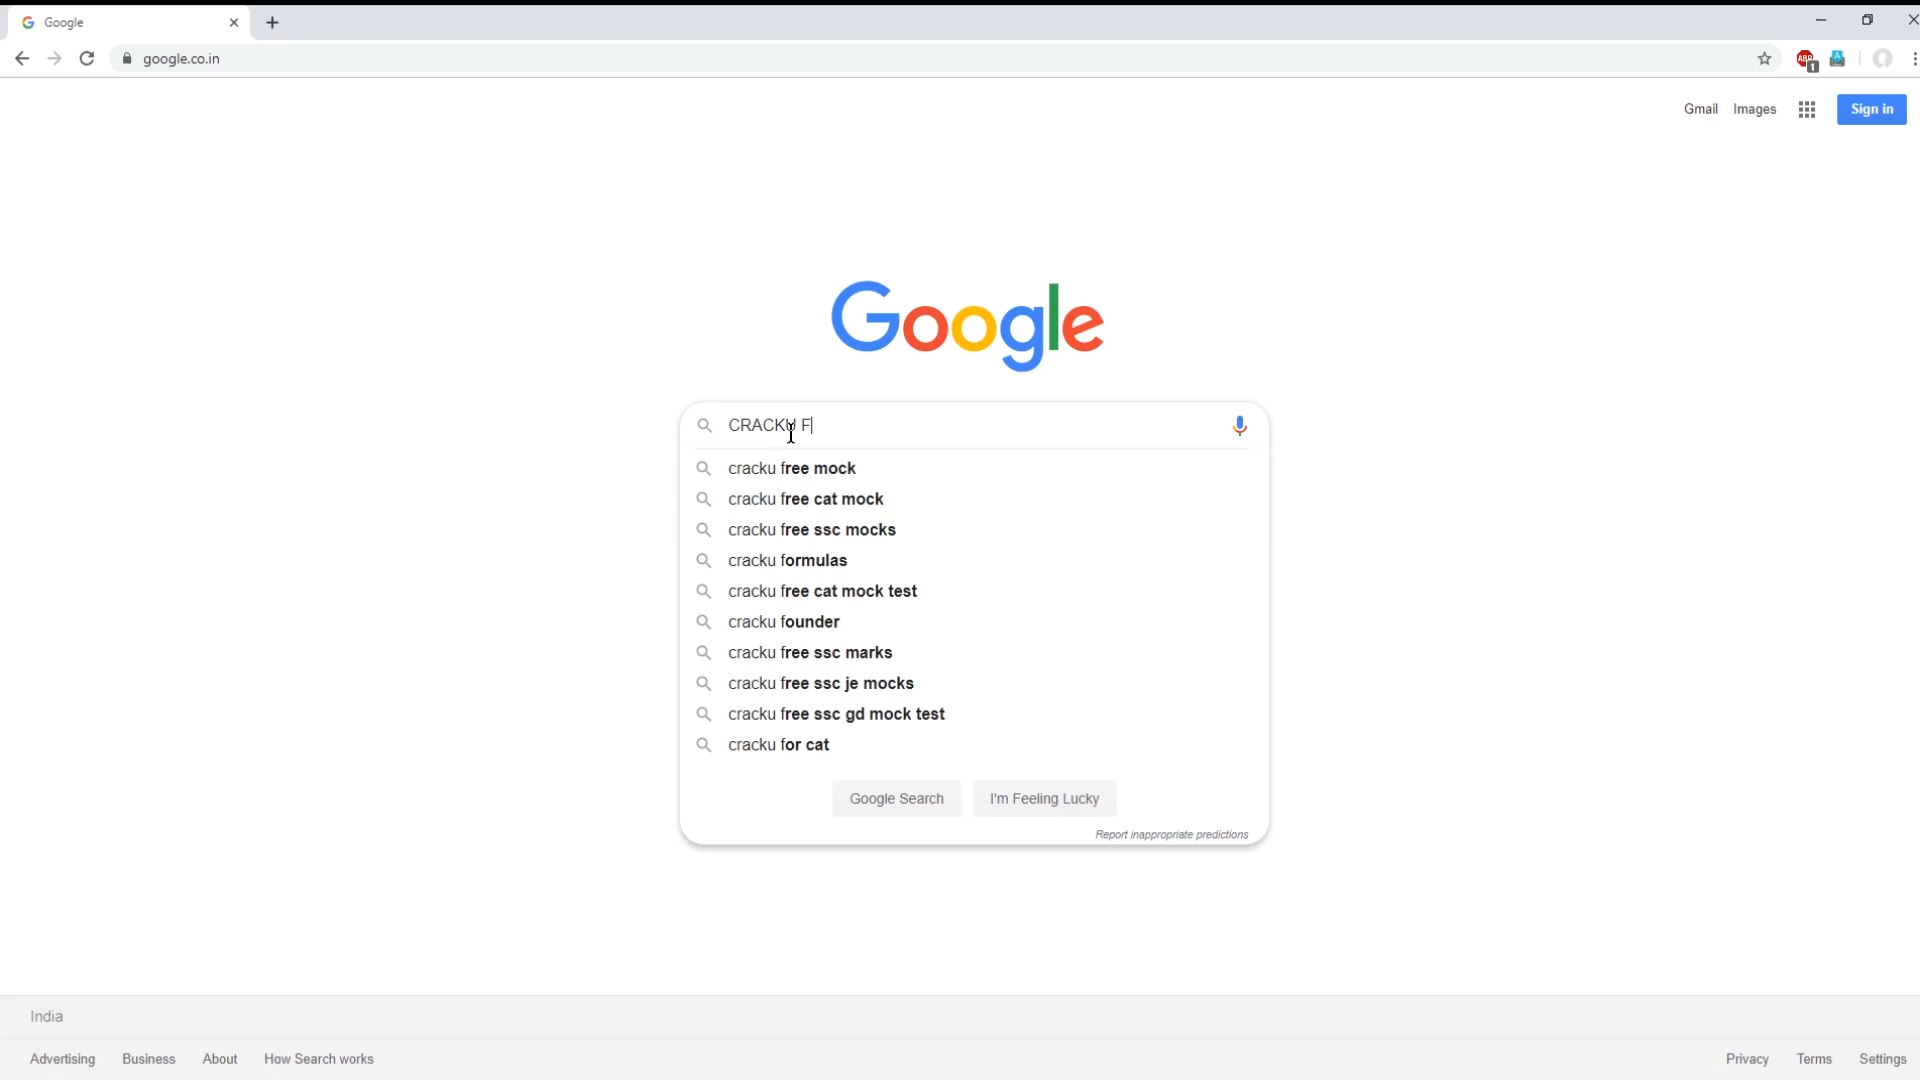 Google
google.co.in
ABP
1
Gmail Images Sign in
Google
CRACKU F
cracku free mock
cracku free cat mock
cracku free ssc mocks
cracku formulas
cracku free cat mock test
cracku founder
cracku free ssc marks
cracku free ssc je mocks
cracku free ssc gd mock test
cracku for cat
Google Search I'm Feeling Lucky
Report inappropriate predictions
India
Advertising Business About How Search works Privacy Terms Settings